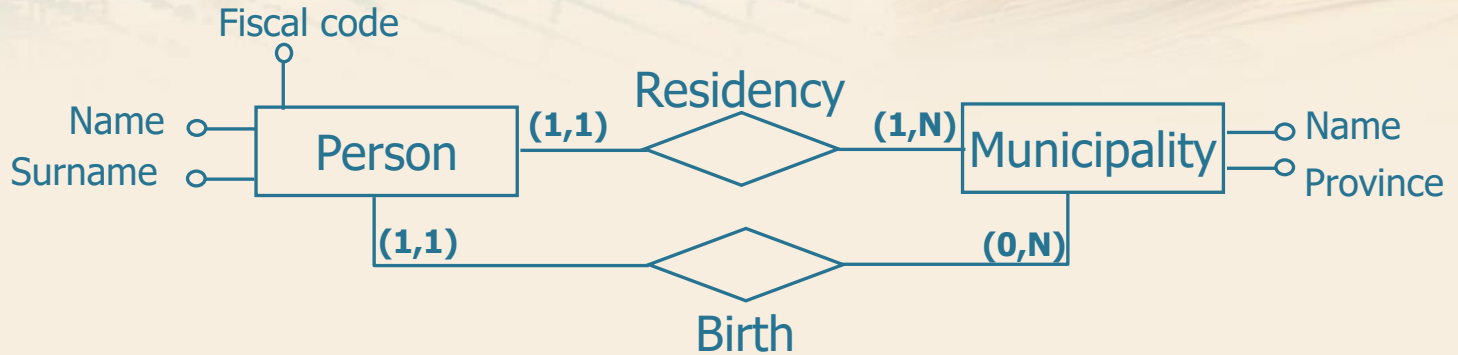 Fiscal code
Residency
Name (1,1) (1,N) Name
Person Municipality
Surname Province
(1,1) (0,N)
Birth